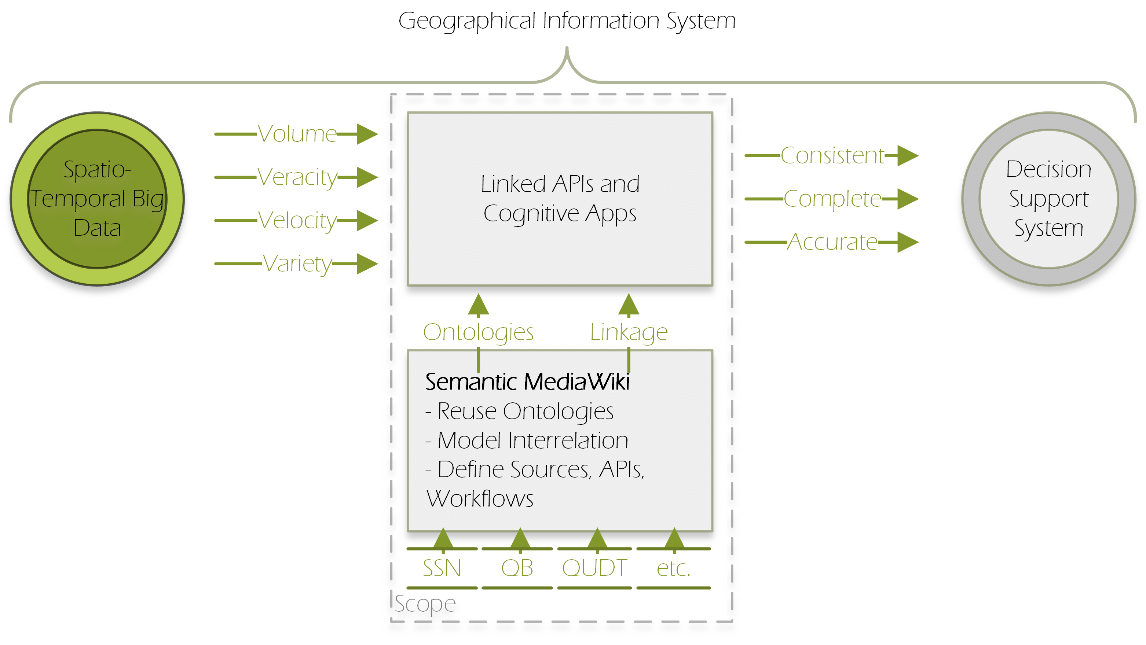 Geographical Information System
Spatio-
Temporal Big
Data
Volume
Veracity
Velocity
Variety
Linked APIs and
Cognitive Apps
Consistent
Complete
Accurate
Decision
Support
System
Ontologies
Linkage
Semantic MediaWiki
- Reuse Ontologies
- Model Interrelation
- Define Sources, APIs,
Workflows
SSN
QB
QUDT
etc.
Scope